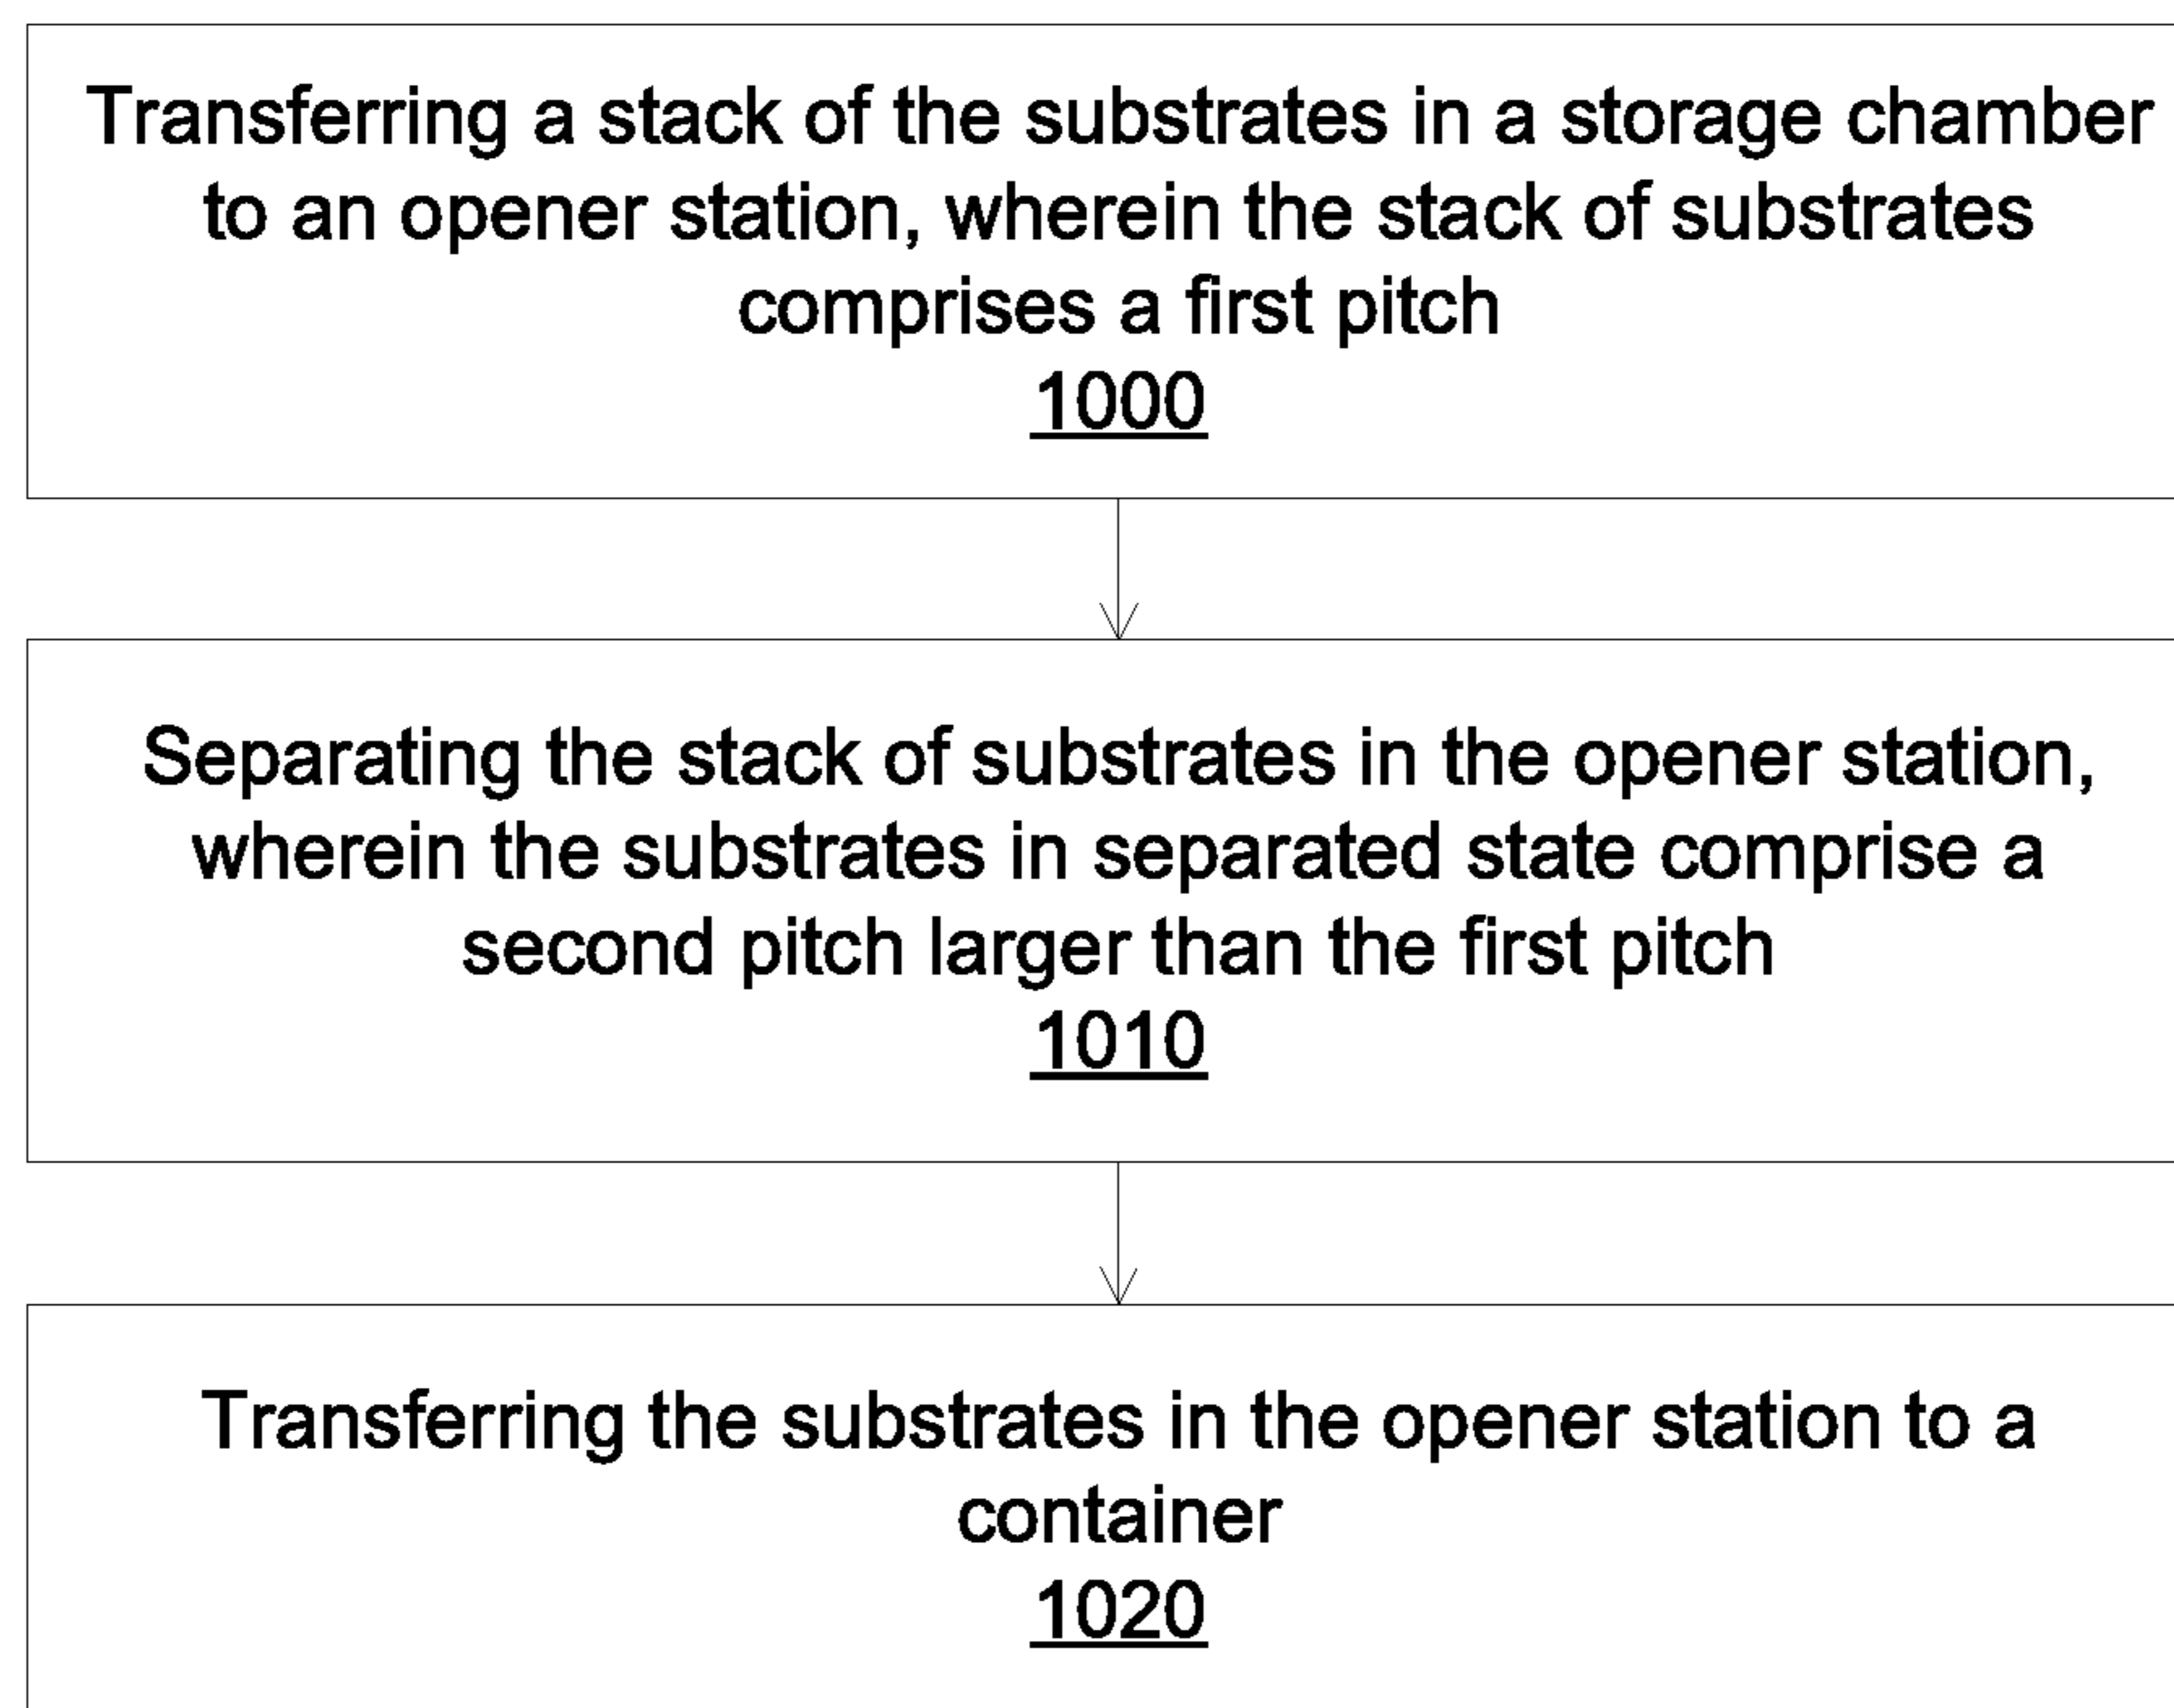 Transferring a stack of the substrates in a storage chamber
to an opener station, wherein the stack of substrates
comprises a first pitch
1000
Separating the stack of substrates in the opener station,
wherein the substrates in separated state comprise a
second pitch larger than the first pitch
1010
Transferring the substrates in the opener station to a
container
1020